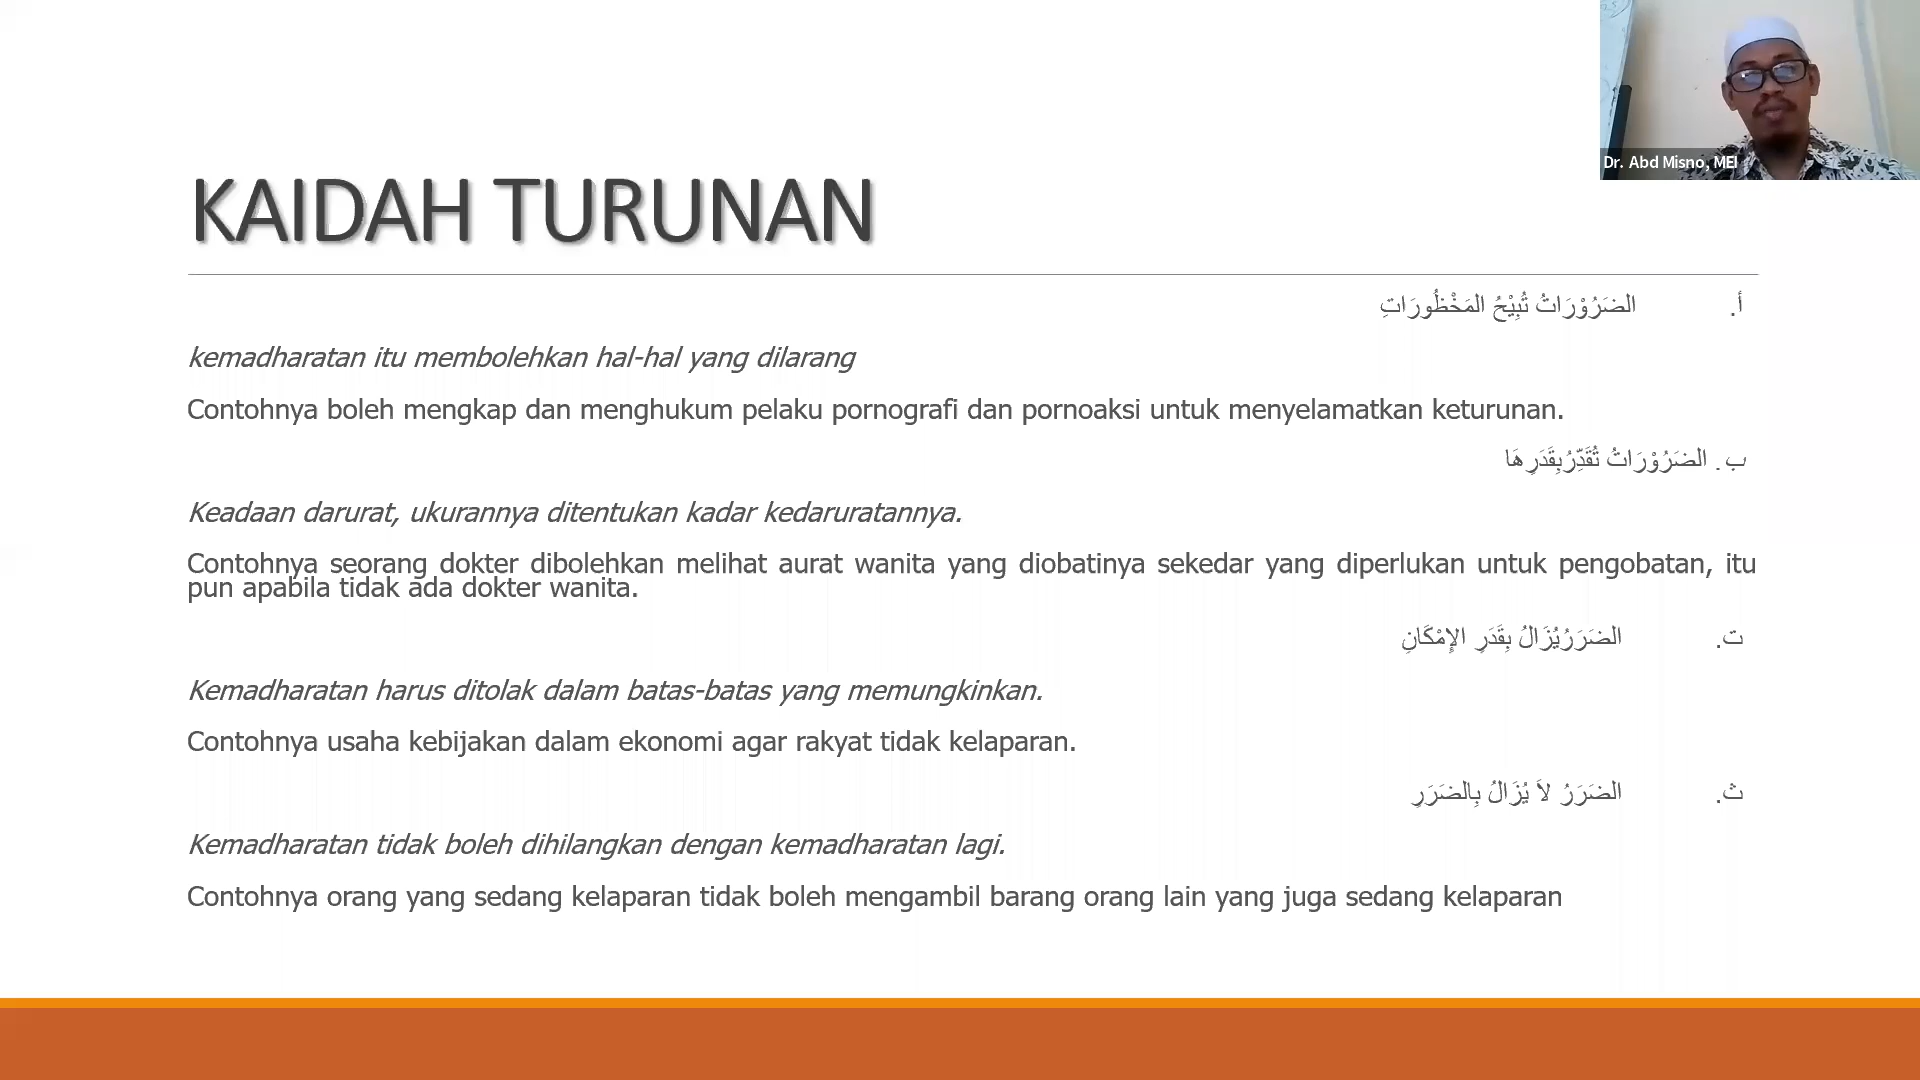 Dr. Abd Misno, MEI
KAIDAH TURUNAN
أ. الضَرُوْرَاتُ تُبِيْحُ المَحْظُورَاتِ
kemadharatan itu membolehkan hal-hal yang dilarang
Contohnya boleh mengkap dan menghukum pelaku pornografi dan pornoaksi untuk menyelamatkan keturunan.
ب. الضَرُوْرَاتُ تُقَدِّرُبِقَدَرِهَا
Keadaan darurat, ukurannya ditentukan kadar kedaruratannya.
Contohnya seorang dokter dibolehkan melihat aurat wanita yang diobatinya sekedar yang diperlukan untuk pengobatan, itu
pun apabila tidak ada dokter wanita.
ت. الضَرَرُيُزَالُ بِقَدَرِ الإِمْكَانِ
Kemadharatan harus ditolak dalam batas-batas yang memungkinkan.
Contohnya usaha kebijakan dalam ekonomi agar rakyat tidak kelaparan.
ث. الضَرَرُ لاَ يُزَالُ بِالضَرَرِ
Kemadharatan tidak boleh dihilangkan dengan kemadharatan lagi.
Contohnya orang yang sedang kelaparan tidak boleh mengambil barang orang lain yang juga sedang kelaparan